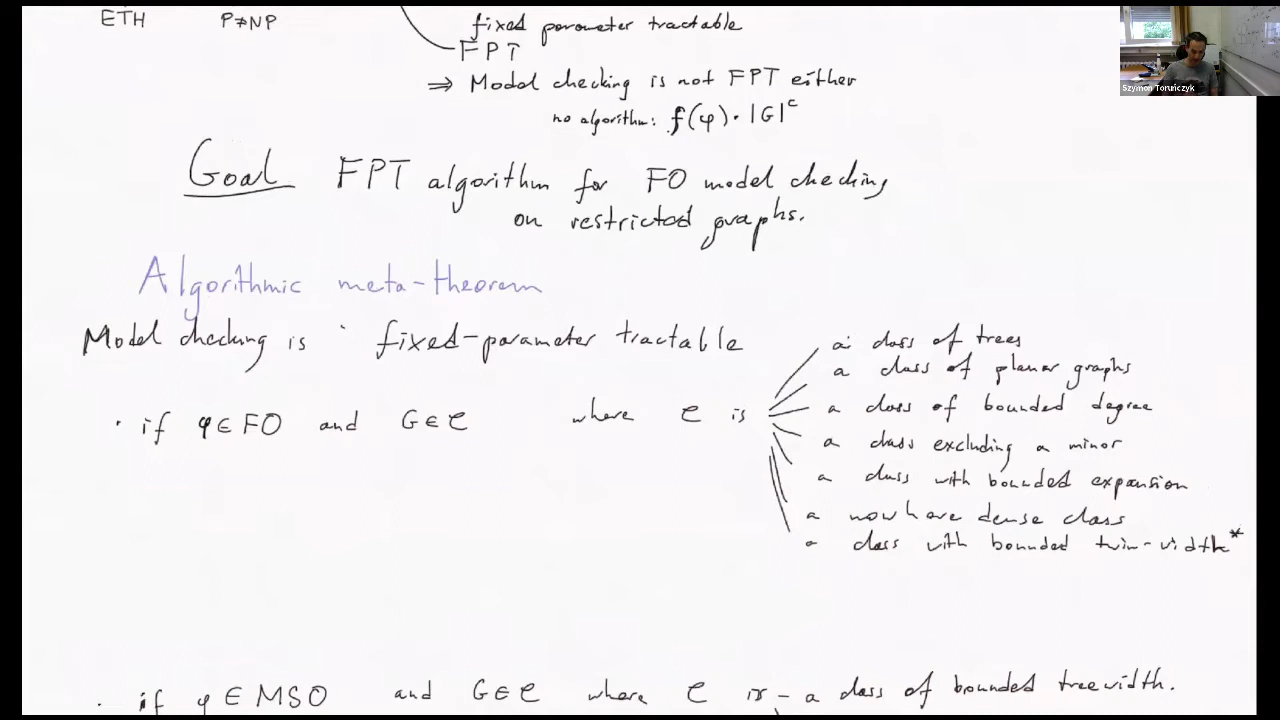 ETH P≠NP
fixed parameter tractable
FPT
⇒ Model checking is not FPT either
no algorithm: f(φ)·|G|^c
Goal FPT algorithm for FO model checking
on restricted graphs.
Algorithmic meta-theorem
Model checking is fixed-parameter tractable
· if φ∈FO and G∈C where C is
a class of trees
a class of planar graphs
a class of bounded degree
a class excluding a minor
a class with bounded expansion
a nowhere dense class
a class with bounded twin-width*
· if φ∈MSO and G∈C where C is - a class of bounded treewidth.
Szymon Toruńczyk